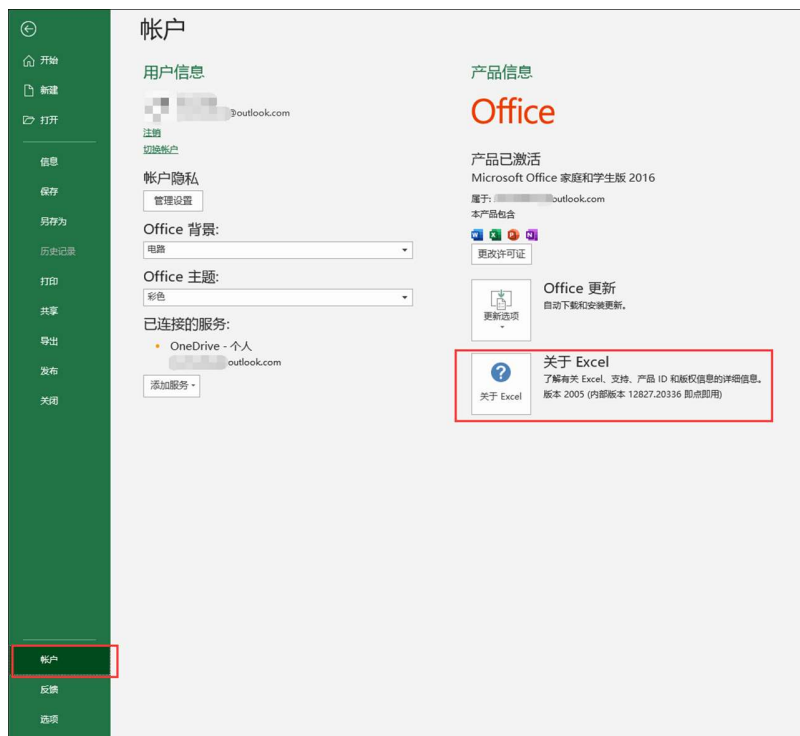 帐户
开始
新建
打开
信息
保存
另存为
历史记录
打印
共享
导出
发布
关闭
帐户
反馈
选项
用户信息
@outlook.com
注销
切换帐户
帐户隐私
管理设置
Office 背景:
电路
Office 主题:
彩色
已连接的服务:
OneDrive - 个人
outlook.com
添加服务
产品信息
Office
产品已激活
Microsoft Office 家庭和学生版 2016
属于: outlook.com
本产品包含
更改许可证
更新选项
Office 更新
自动下载和安装更新。
关于 Excel
关于 Excel
了解有关 Excel、支持、产品 ID 和版权信息的详细信息。
版本 2005 (内部版本 12827.20336 即点即用)